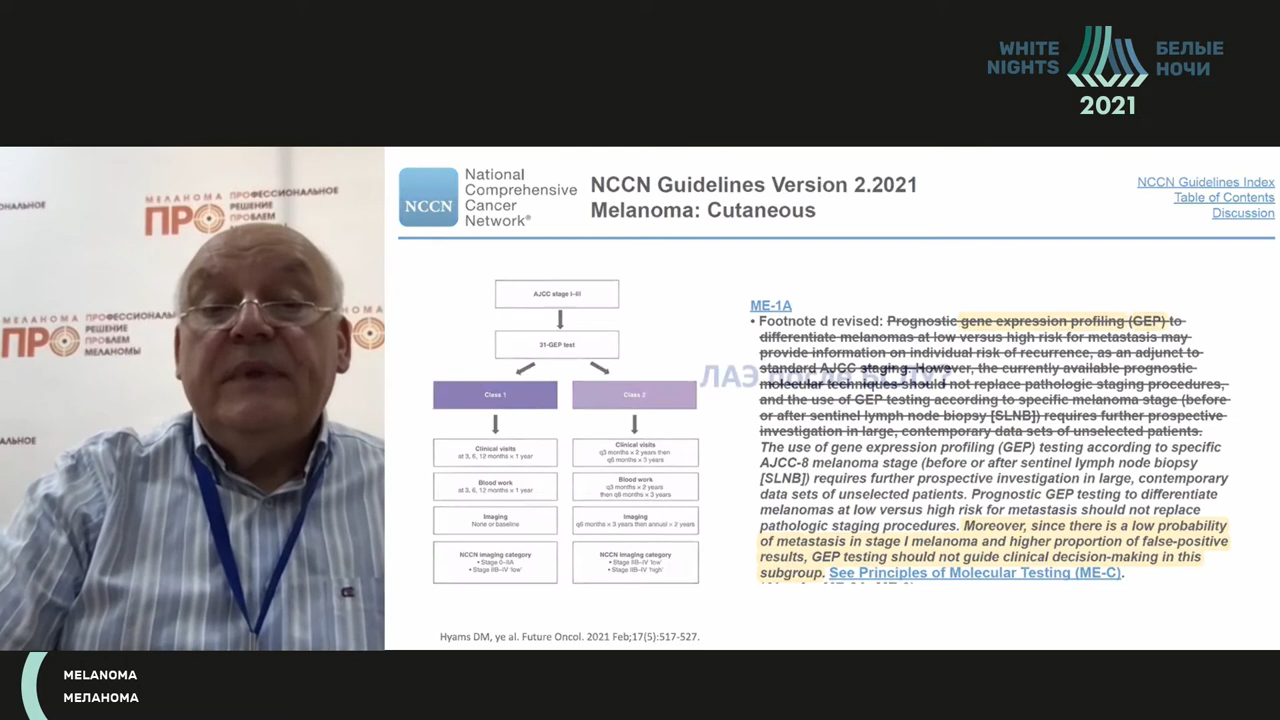 WHITE
NIGHTS
БЕЛЫЕ
НОЧИ
2021
МЕЛАНОМА ПРОФЕССИОНАЛЬНОЕ
ПРО РЕШЕНИЕ
ПРОБЛЕМ
МЕЛАНОМА ПРОФЕССИОНАЛЬНОЕ
ПРО РЕШЕНИЕ
ПРОБЛЕМ
МЕЛАНОМЫ
NCCN
National
Comprehensive
Cancer
Network®
NCCN Guidelines Version 2.2021
Melanoma: Cutaneous
NCCN Guidelines Index
Table of Contents
Discussion
AJCC stage I–III
31-GEP test
Class 1
Class 2
Clinical visits
at 3, 6, 12 months × 1 year
Clinical visits
q3 months × 2 years then
q6 months × 3 years
Blood work
at 3, 6, 12 months × 1 year
Blood work
q3 months × 2 years
then q6 months × 3 years
Imaging
None or baseline
Imaging
q6 months × 3 years then annual × 2 years
NCCN imaging category
• Stage 0–IIA
• Stage IIB–IV 'low'
NCCN imaging category
• Stage IIB–IV 'low'
• Stage IIB–IV 'high'
ME-1A
• Footnote d revised: Prognostic gene expression profiling (GEP) to
differentiate melanomas at low versus high risk for metastasis may
provide information on individual risk of recurrence, as an adjunct to
standard AJCC staging. However, the currently available prognostic
molecular techniques should not replace pathologic staging procedures,
and the use of GEP testing according to specific melanoma stage (before
or after sentinel lymph node biopsy [SLNB]) requires further prospective
investigation in large, contemporary data sets of unselected patients.
The use of gene expression profiling (GEP) testing according to specific
AJCC-8 melanoma stage (before or after sentinel lymph node biopsy
[SLNB]) requires further prospective investigation in large, contemporary
data sets of unselected patients. Prognostic GEP testing to differentiate
melanomas at low versus high risk for metastasis should not replace
pathologic staging procedures. Moreover, since there is a low probability
of metastasis in stage I melanoma and higher proportion of false-positive
results, GEP testing should not guide clinical decision-making in this
subgroup. See Principles of Molecular Testing (ME-C).
ЛАЭ после
Hyams DM, ye al. Future Oncol. 2021 Feb;17(5):517-527.
MELANOMA
МЕЛАНОМА